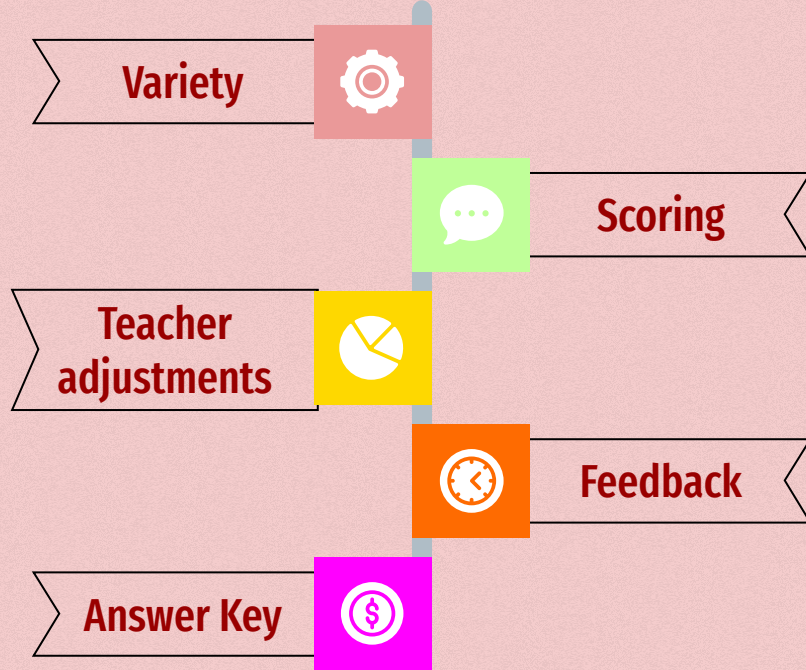 Variety
Scoring
Teacher
adjustments
Feedback
Answer Key